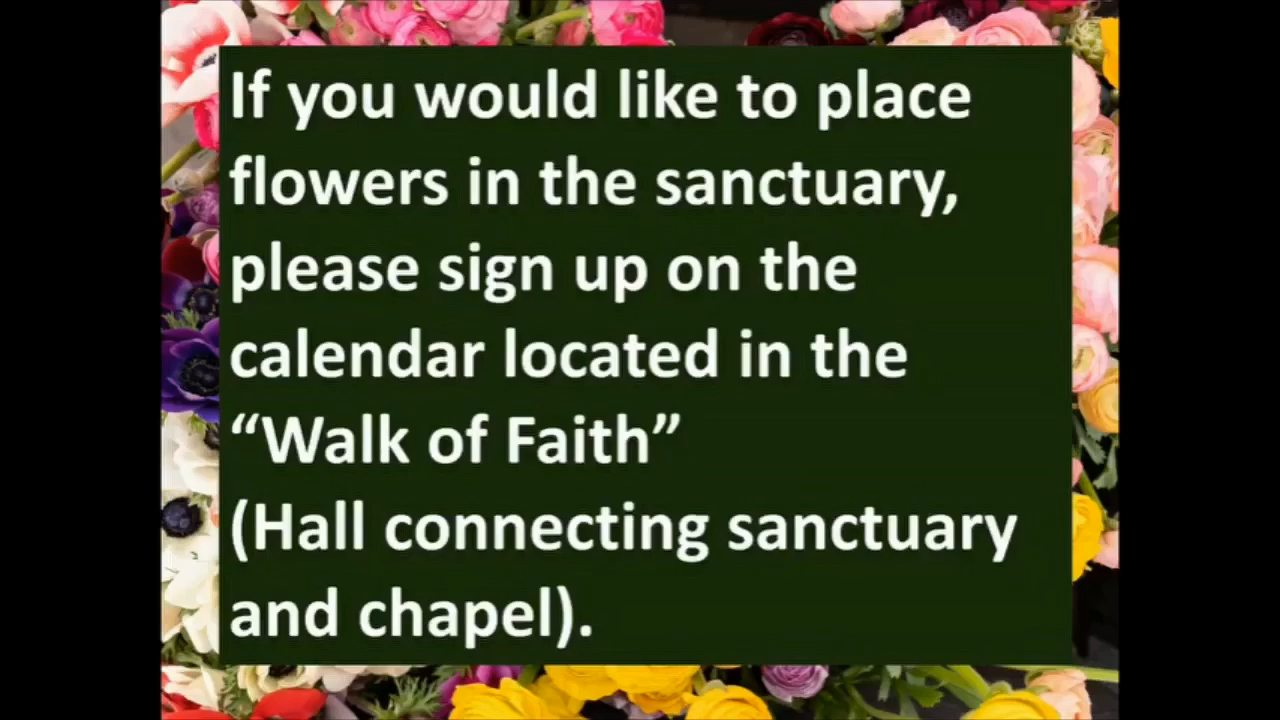 If you would like to place
flowers in the sanctuary,
please sign up on the
calendar located in the
“Walk of Faith”
(Hall connecting sanctuary
and chapel).